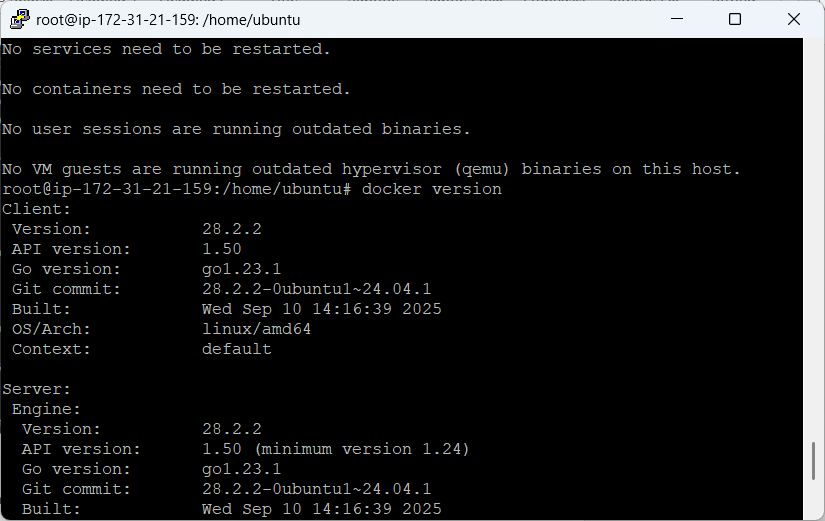 root@ip-172-31-21-159: /home/ubuntu
No services need to be restarted.
No containers need to be restarted.
No user sessions are running outdated binaries.
No VM guests are running outdated hypervisor (qemu) binaries on this host.
root@ip-172-31-21-159:/home/ubuntu# docker version
Client:
 Version:           28.2.2
 API version:       1.50
 Go version:        go1.23.1
 Git commit:        28.2.2-0ubuntu1~24.04.1
 Built:             Wed Sep 10 14:16:39 2025
 OS/Arch:           linux/amd64
 Context:           default
Server:
 Engine:
  Version:          28.2.2
  API version:      1.50 (minimum version 1.24)
  Go version:       go1.23.1
  Git commit:       28.2.2-0ubuntu1~24.04.1
  Built:            Wed Sep 10 14:16:39 2025